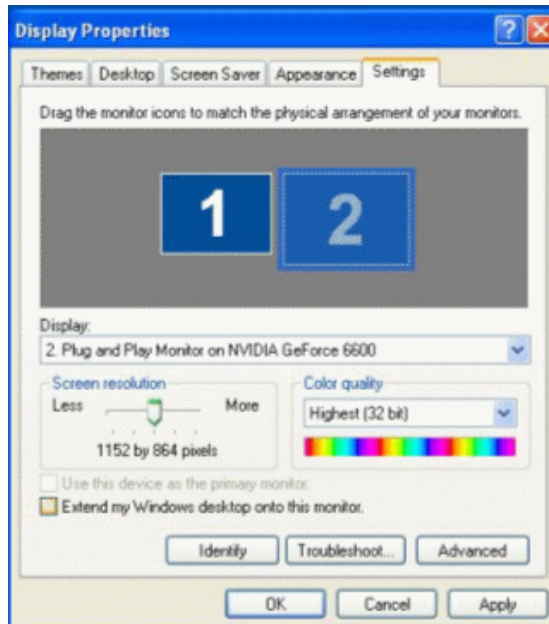 Display Properties
Themes Desktop Screen Saver Appearance Settings
Drag the monitor icons to match the physical arrangement of your monitors.
1 2
Display:
2. Plug and Play Monitor on NVIDIA GeForce 6600
Screen resolution Color quality
Less More Highest (32 bit)
1152 by 864 pixels
Use this device as the primary monitor.
Extend my Windows desktop onto this monitor.
Identify Troubleshoot... Advanced
OK Cancel Apply